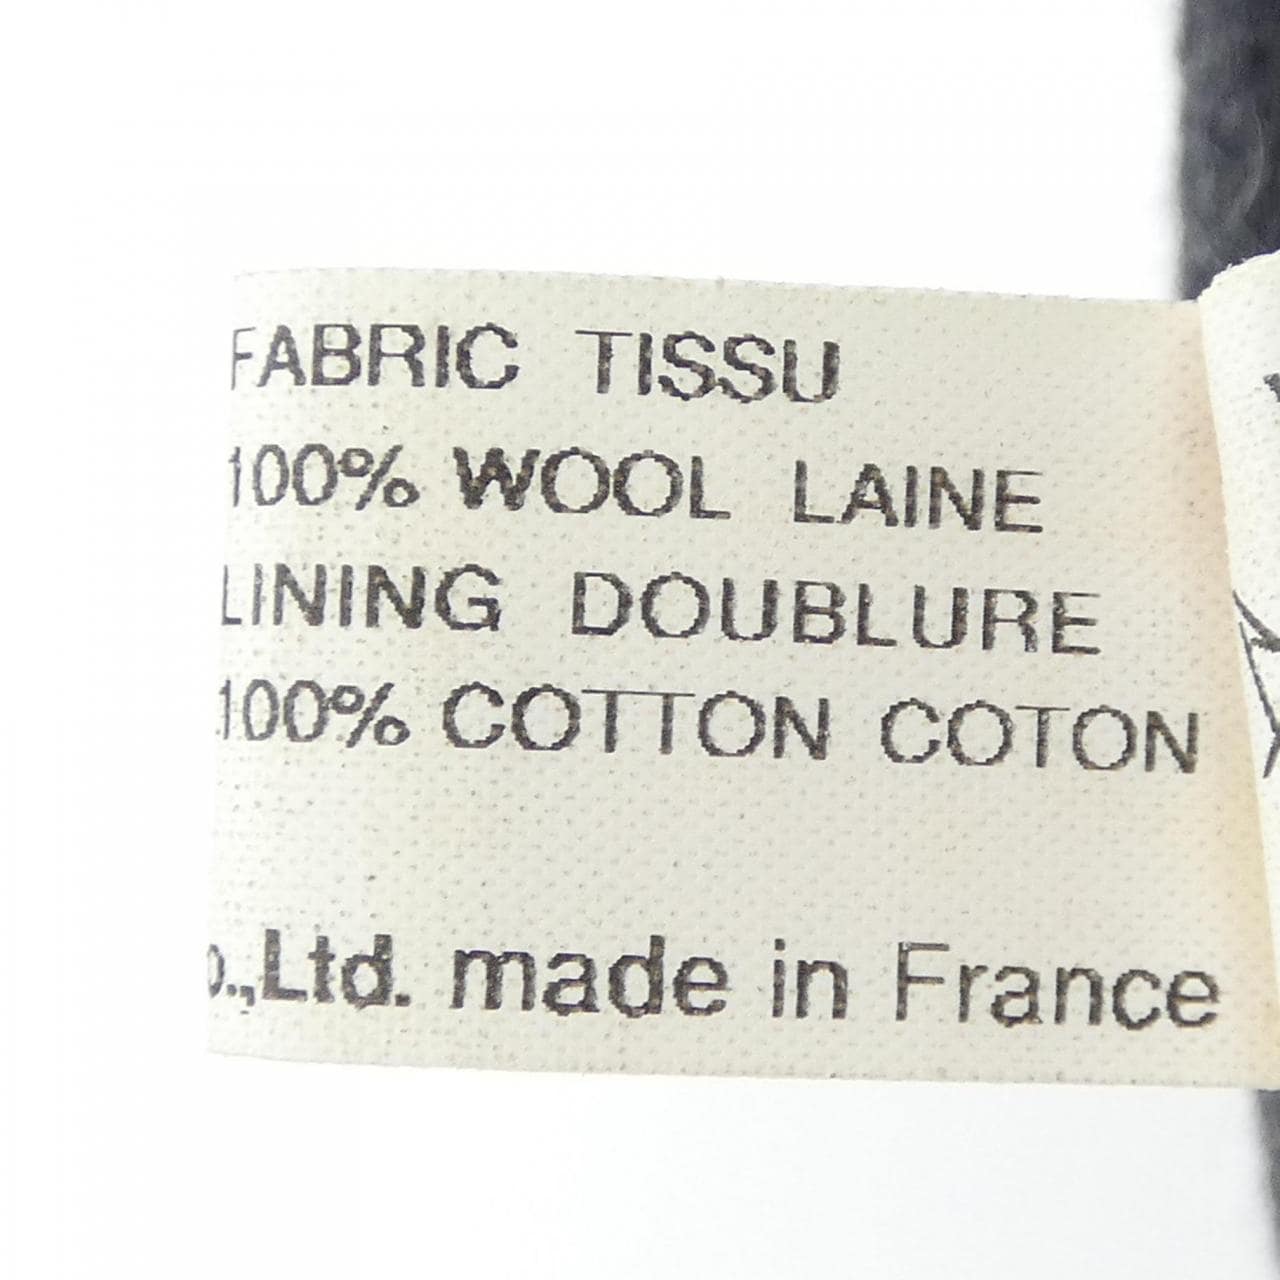 FABRIC TISSU
100% WOOL LAINE
LINING DOUBLURE
100% COTTON COTON
o.,Ltd. made in France